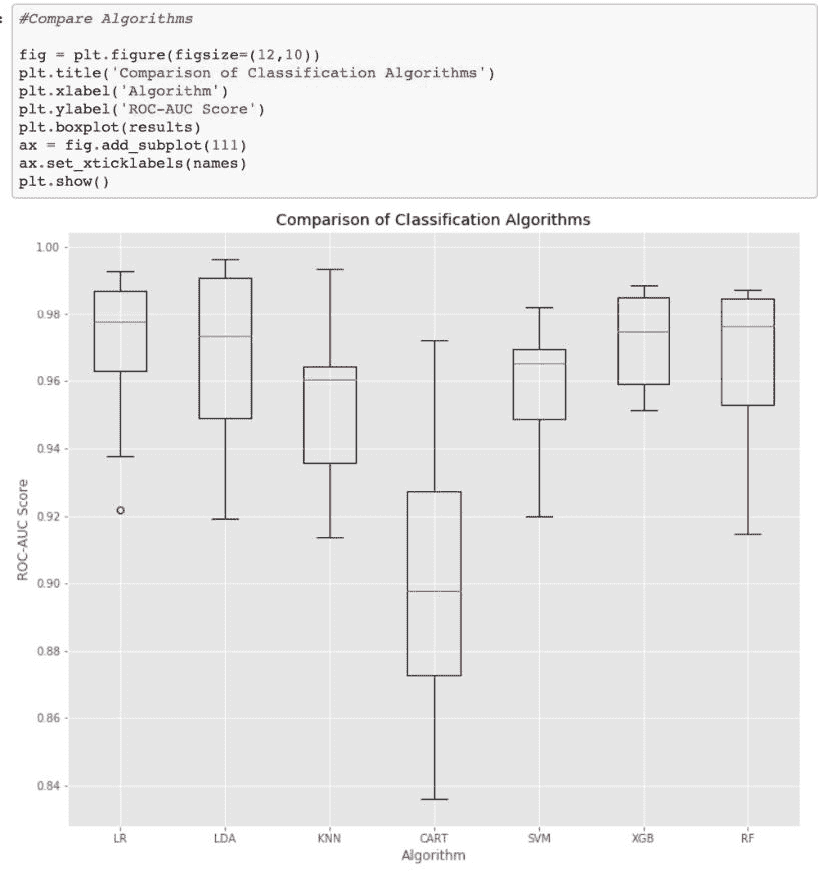 :
#Compare Algorithms
fig = plt.figure(figsize=(12,10))
plt.title('Comparison of Classification Algorithms')
plt.xlabel('Algorithm')
plt.ylabel('ROC-AUC Score')
plt.boxplot(results)
ax = fig.add_subplot(111)
ax.set_xticklabels(names)
plt.show()
Comparison of Classification Algorithms
ROC-AUC Score
1.00
0.98
0.96
0.94
0.92
0.90
0.88
0.86
0.84
LR LDA KNN CART SVM XGB RF
Algorithm